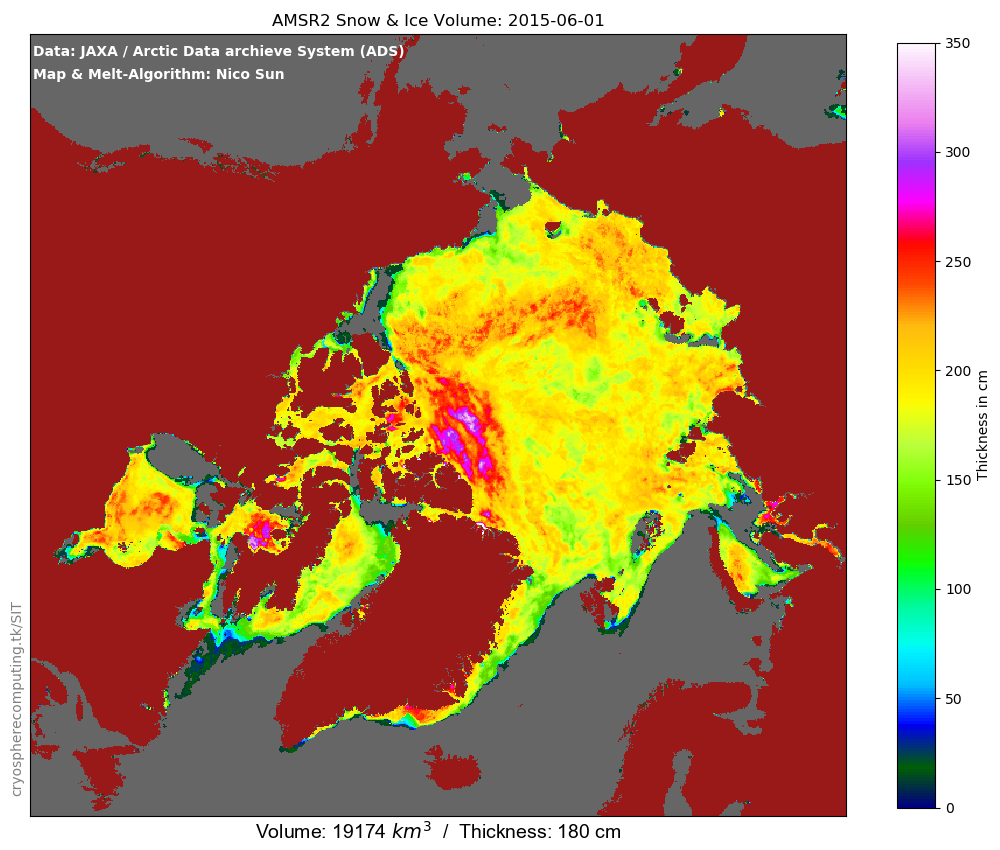 AMSR2 Snow & Ice Volume: 2015-06-01
Data: JAXA / Arctic Data archieve System (ADS)
Map & Melt-Algorithm: Nico Sun
350
300
250
200
150
100
50
0
Thickness in cm
cryospherecomputing.tk/SIT
Volume: 19174 km³ / Thickness: 180 cm